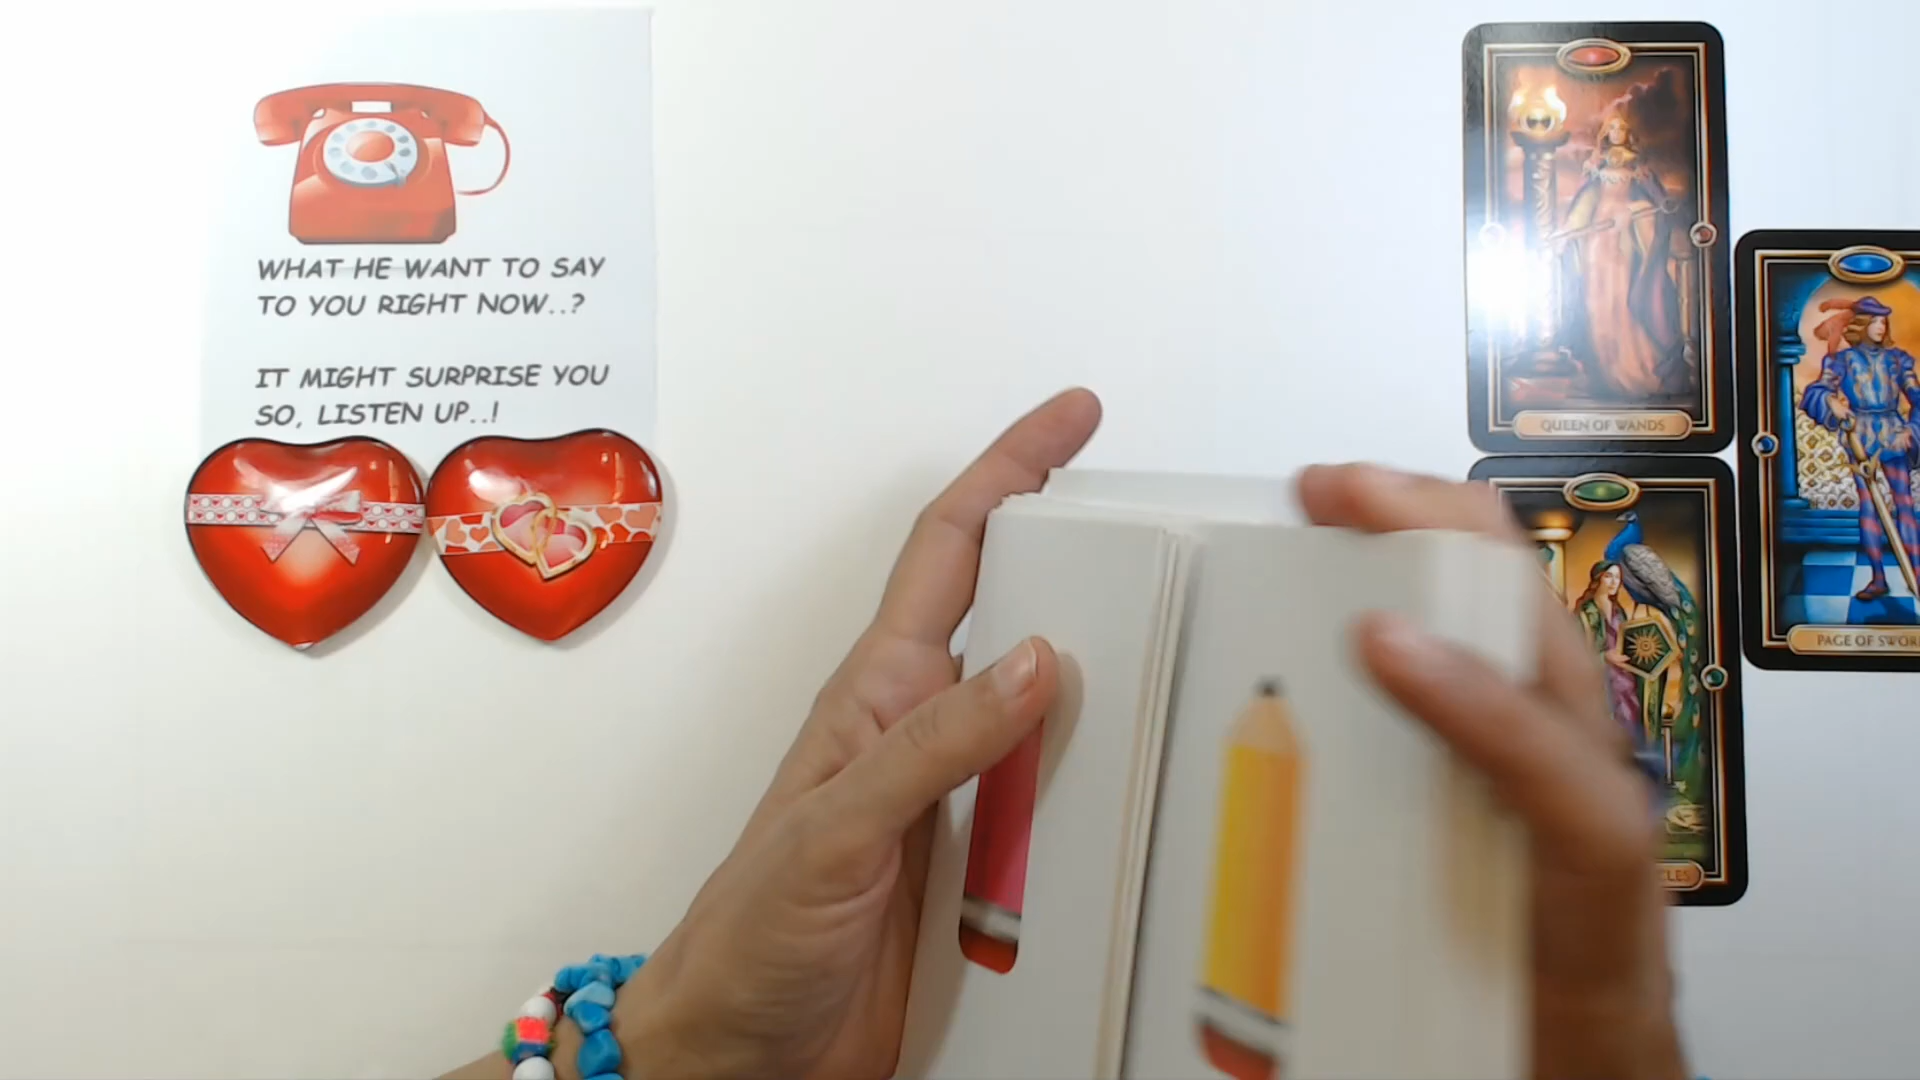 WHAT HE WANT TO SAY
TO YOU RIGHT NOW..?
IT MIGHT SURPRISE YOU
SO, LISTEN UP..!
QUEEN OF WANDS
PAGE OF SWOR
CLES